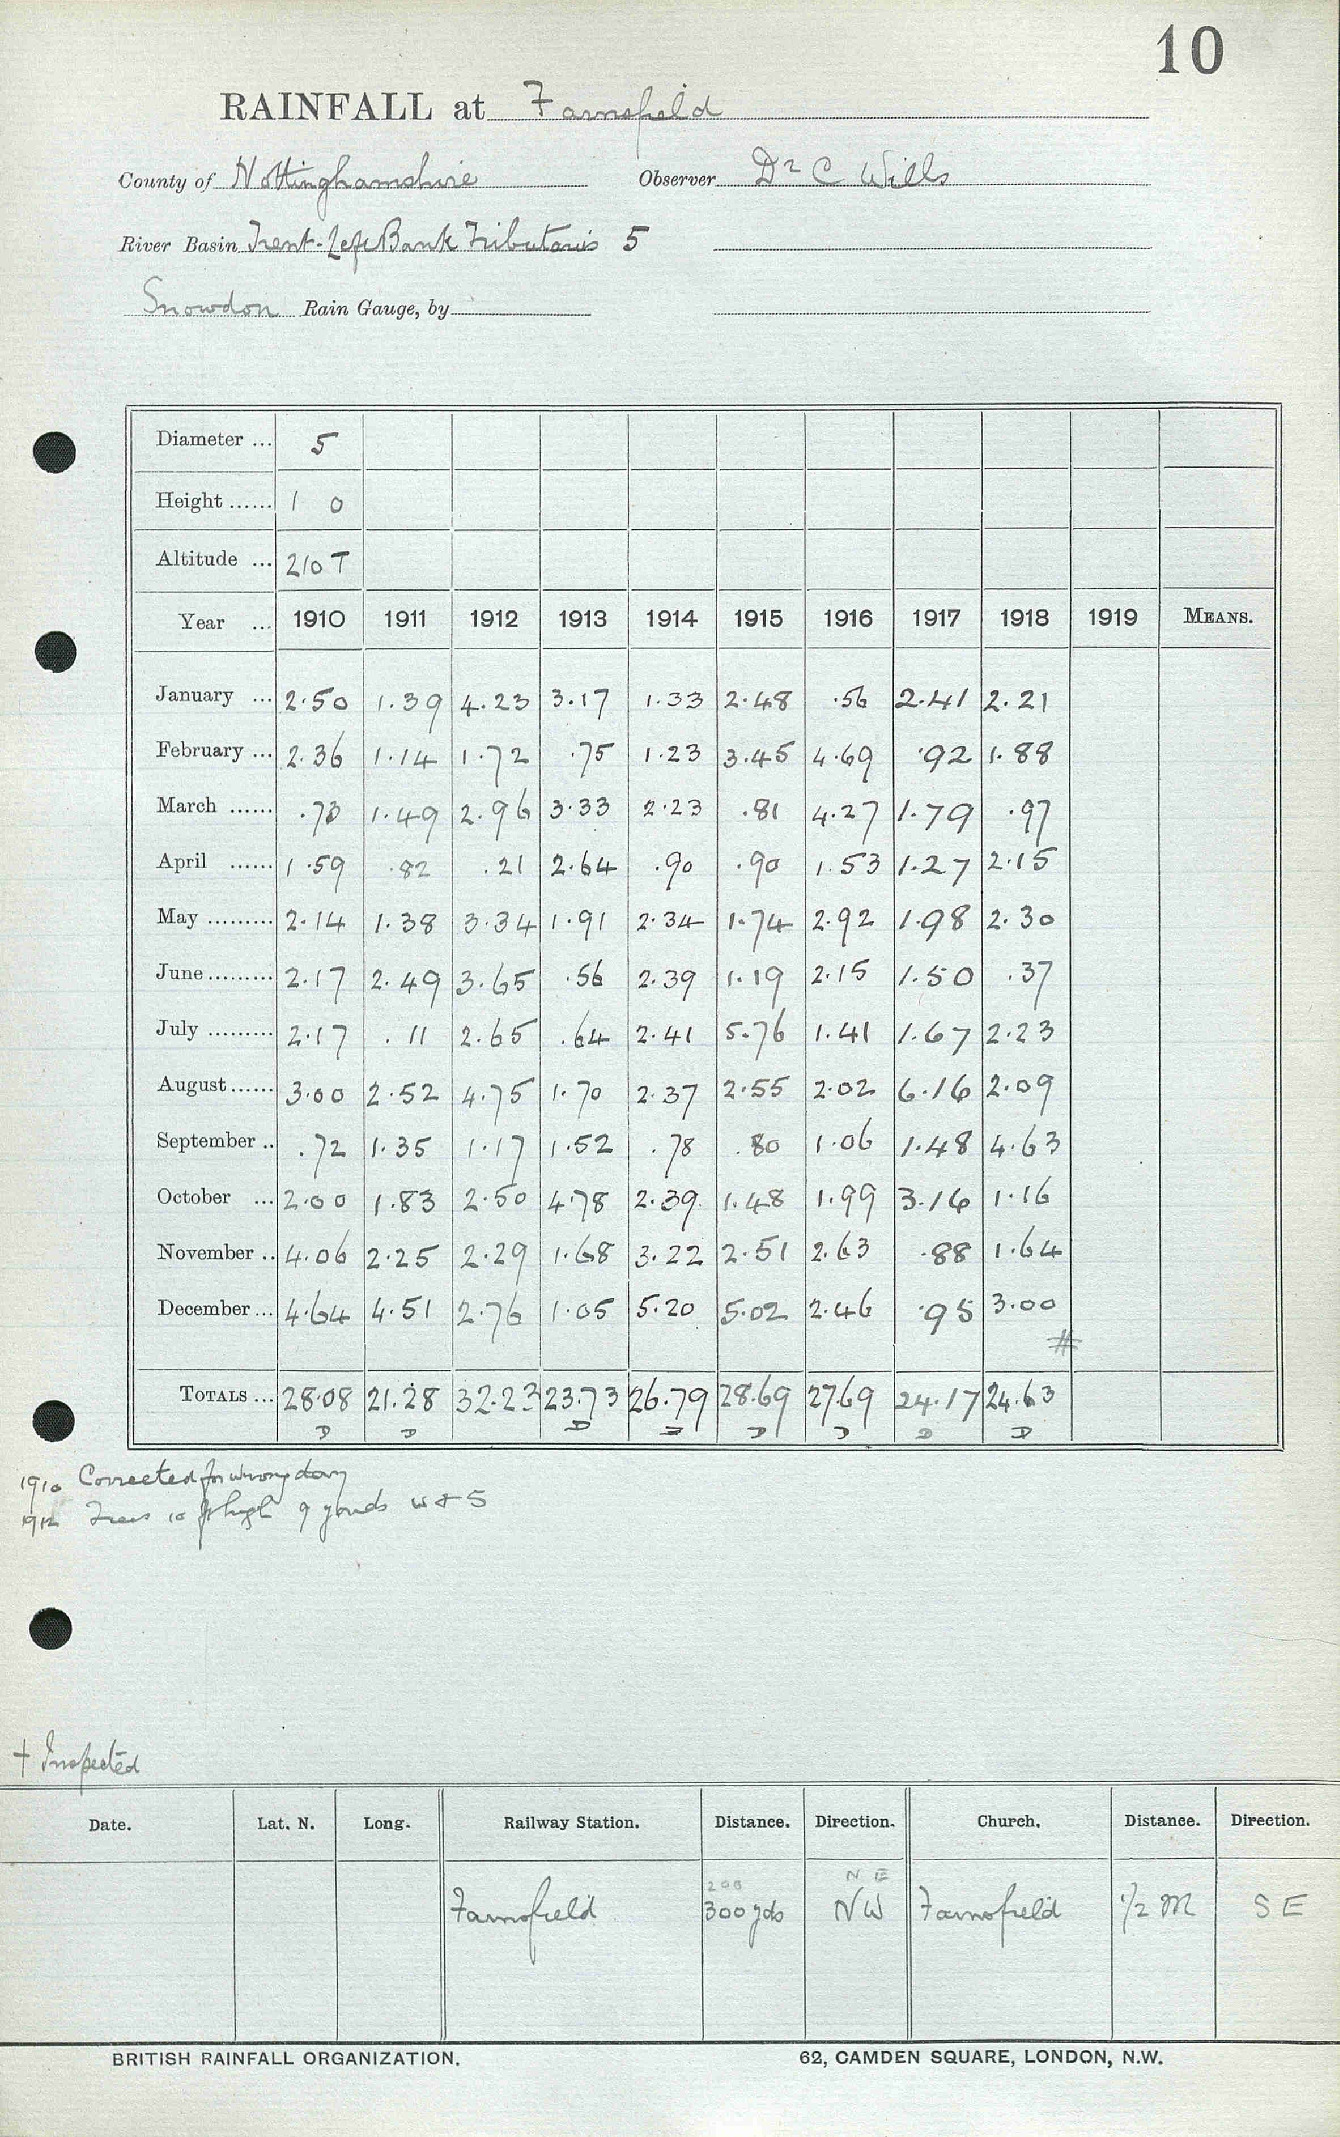 10
RAINFALL at Farnsfield
County of Nottinghamshire Observer Dr C Wills
River Basin Trent-Left Bank Tributaries 5
Snowdon Rain Gauge, by
Diameter ... 5
Height ...... 1 0
Altitude ... 210 T
Year ... 1910 1911 1912 1913 1914 1915 1916 1917 1918 1919 MEANS.
January ... 2.50 1.39 4.23 3.17 1.33 2.48 .56 2.41 2.21
February ... 2.36 1.14 1.72 .75 1.23 3.45 4.69 .92 1.88
March ...... .73 1.49 2.96 3.33 2.23 .81 4.27 1.79 .97
April ...... 1.59 .82 .21 2.64 .90 .90 1.53 1.27 2.15
May ......... 2.14 1.38 3.34 1.91 2.34 1.74 2.92 1.98 2.30
June ......... 2.17 2.49 3.65 .56 2.39 1.19 2.15 1.50 .37
July ......... 2.17 .11 2.65 .64 2.41 5.76 1.41 1.67 2.23
August ...... 3.00 2.52 4.75 1.70 2.37 2.55 2.02 6.16 2.09
September .. .72 1.35 1.17 1.52 .78 .80 1.06 1.48 4.63
October ... 2.00 1.83 2.50 4.78 2.39 1.48 1.99 3.16 1.16
November .. 4.06 2.25 2.29 1.68 3.22 2.51 2.63 .88 1.64
December ... 4.64 4.51 2.76 1.05 5.20 5.02 2.46 .95 3.00
#
TOTALS ... 28.08 21.28 32.23 23.73 26.79 28.69 27.69 24.17 24.63
D D D D D D D D
1910 Corrected for wrong day
1912 Trees 10 ft high 9 yards W & S
† Inspected
Date. Lat. N. Long. Railway Station. Distance. Direction. Church. Distance. Direction.
200 N E
Farnsfield 300 yds NW Farnsfield 1/2 M S E
BRITISH RAINFALL ORGANIZATION. 62, CAMDEN SQUARE, LONDON, N.W.